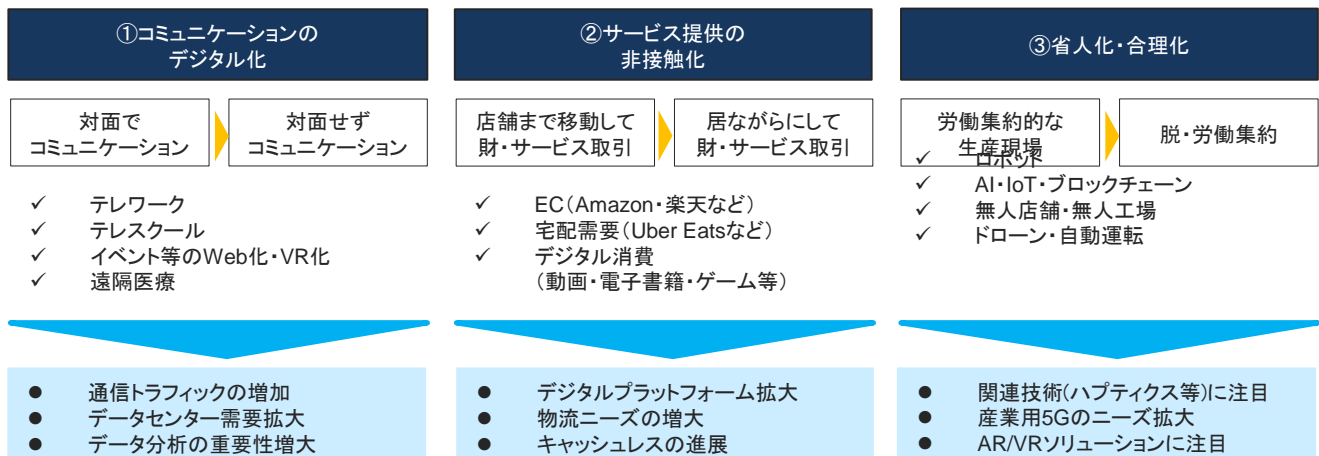 ①コミュニケーションの
デジタル化
対面で
コミュニケーション
対面せず
コミュニケーション
✓ テレワーク
✓ テレスクール
✓ イベント等のWeb化・VR化
✓ 遠隔医療
● 通信トラフィックの増加
● データセンター需要拡大
● データ分析の重要性増大
②サービス提供の
非接触化
店舗まで移動して
財・サービス取引
居ながらにして
財・サービス取引
✓ EC（Amazon・楽天など）
✓ 宅配需要（Uber Eatsなど）
✓ デジタル消費
（動画・電子書籍・ゲーム等）
● デジタルプラットフォーム拡大
● 物流ニーズの増大
● キャッシュレスの進展
③省人化・合理化
労働集約的な
生産現場
脱・労働集約
✓ ロボット
✓ AI・IoT・ブロックチェーン
✓ 無人店舗・無人工場
✓ ドローン・自動運転
● 関連技術(ハプティクス等)に注目
● 産業用5Gのニーズ拡大
● AR/VRソリューションに注目